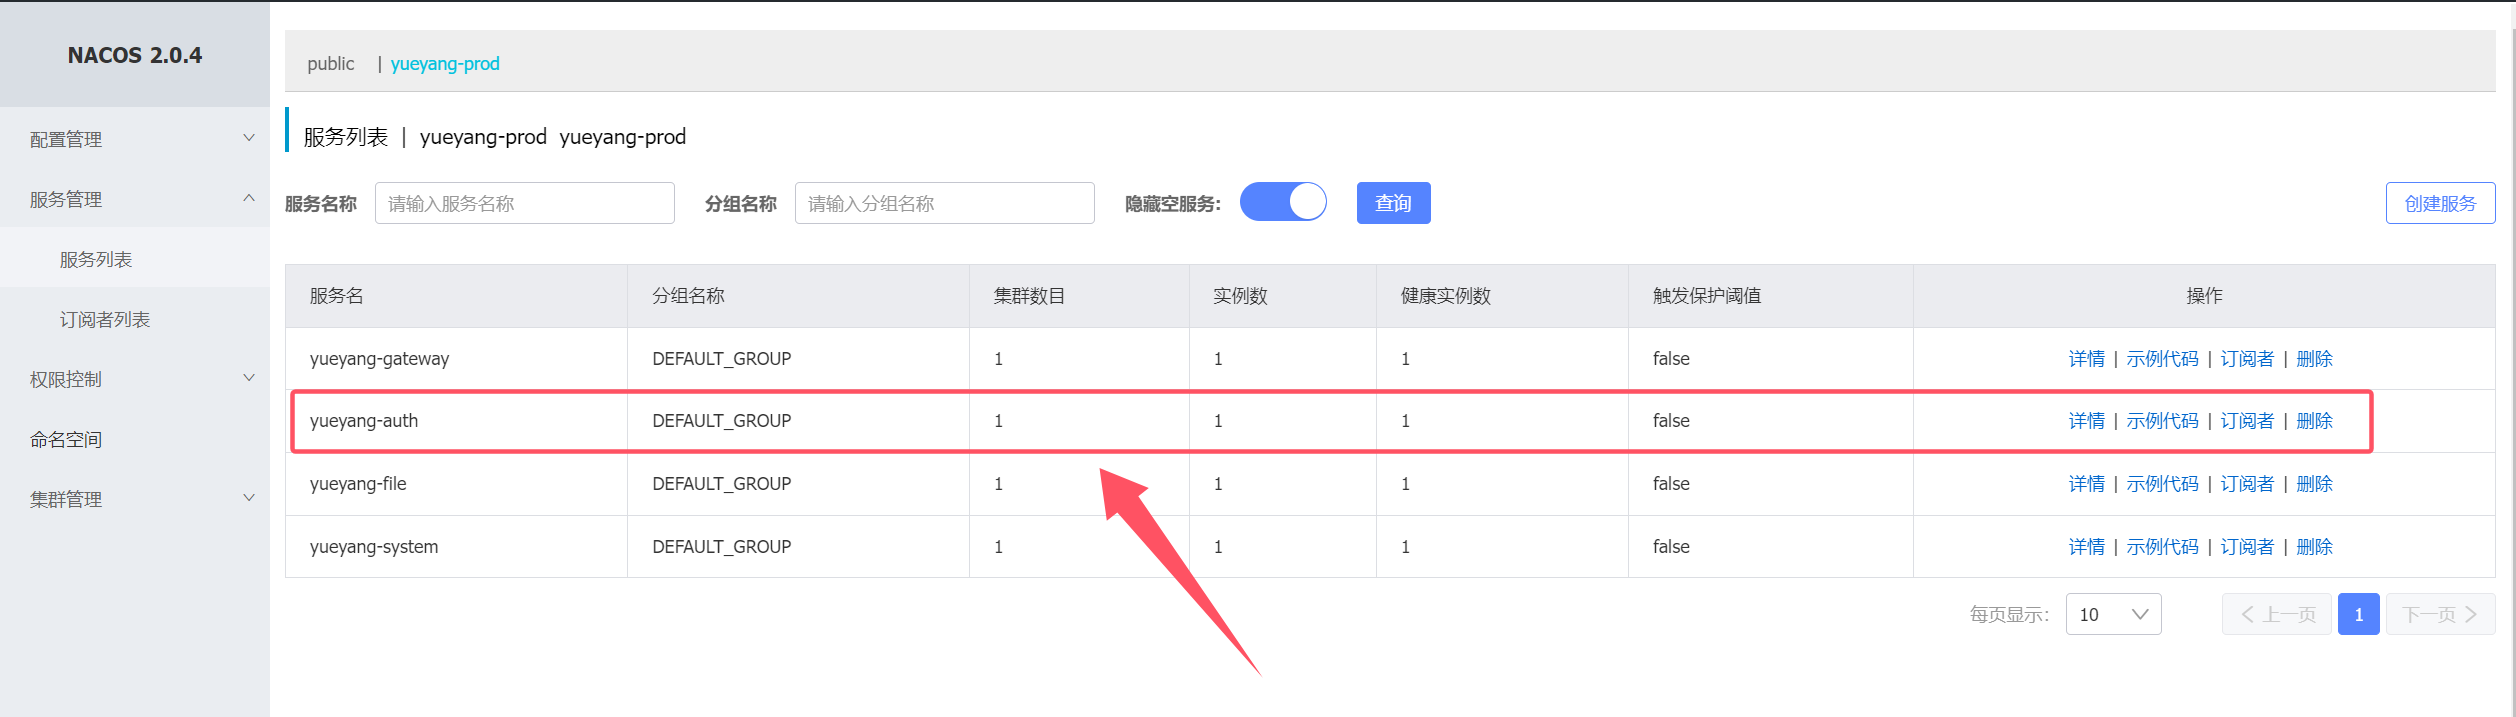 NACOS 2.0.4
配置管理
服务管理
服务列表
订阅者列表
权限控制
命名空间
集群管理
public | yueyang-prod
服务列表 | yueyang-prod yueyang-prod
服务名称 请输入服务名称 分组名称 请输入分组名称 隐藏空服务: 查询 创建服务
服务名 分组名称 集群数目 实例数 健康实例数 触发保护阈值 操作
yueyang-gateway DEFAULT_GROUP 1 1 1 false 详情 | 示例代码 | 订阅者 | 删除
yueyang-auth DEFAULT_GROUP 1 1 1 false 详情 | 示例代码 | 订阅者 | 删除
yueyang-file DEFAULT_GROUP 1 1 1 false 详情 | 示例代码 | 订阅者 | 删除
yueyang-system DEFAULT_GROUP 1 1 1 false 详情 | 示例代码 | 订阅者 | 删除
每页显示: 10 上一页 1 下一页